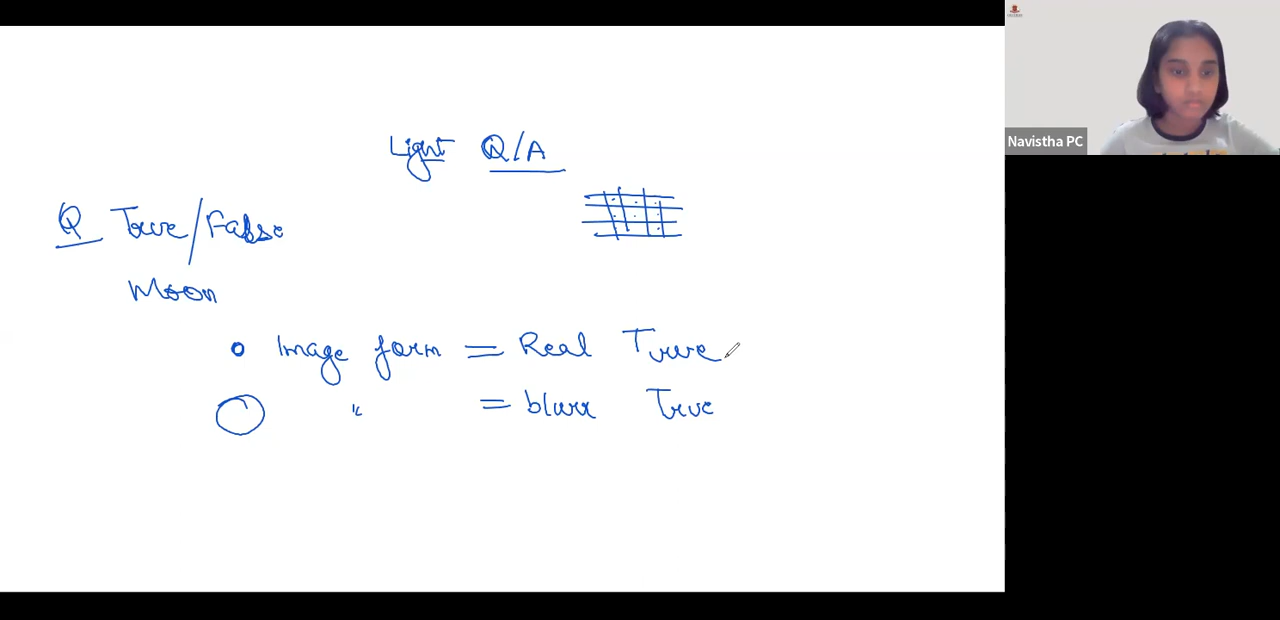 Light Q/A
Q True/False
Moon
Image form = Real True
" = blurr True
Navistha PC